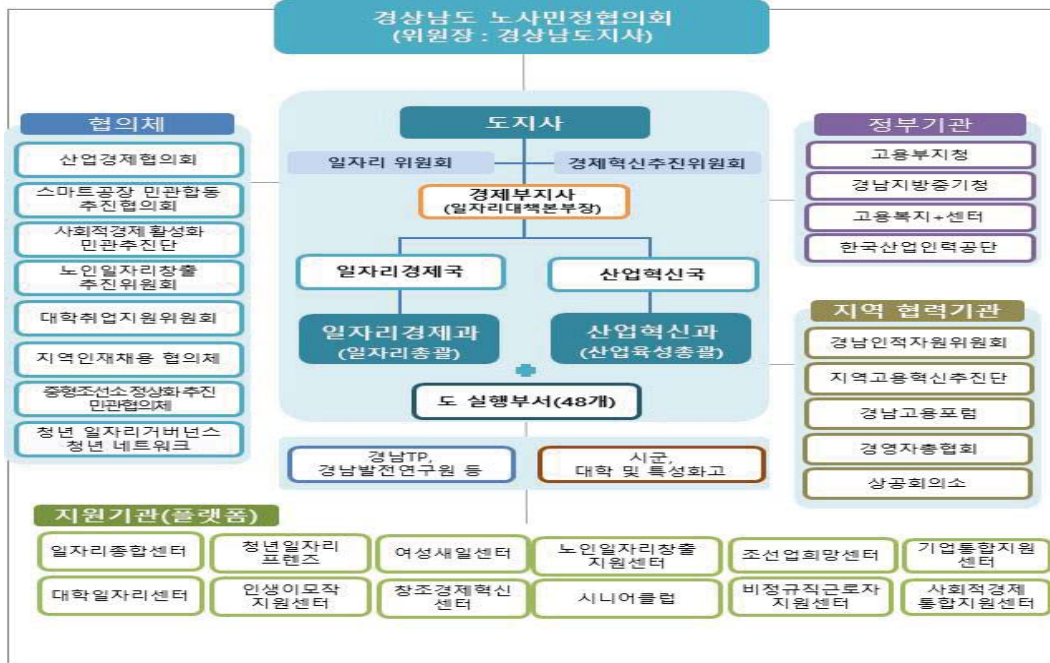 경상남도 노사민정협의회
(위원장 : 경상남도지사)
협의체
산업경제협의회
스마트공장 민관합동
추진협의회
사회적경제 활성화
민관추진단
노인일자리창출
추진위원회
대학취업지원위원회
지역인재채용 협의체
중형조선소 정상화 추진
민관협의체
청년 일자리거버넌스
청년 네트워크
도지사
일자리 위원회
경제혁신추진위원회
경제부지사
(일자리대책본부장)
일자리경제국
산업혁신국
일자리경제과
(일자리총괄)
산업혁신과
(산업육성총괄)
도 실행부서(48개)
경남TP,
경남발전연구원 등
시군,
대학 및 특성화고
정부기관
고용부지청
경남지방중기청
고용복지+센터
한국산업인력공단
지역 협력기관
경남인적자원위원회
지역고용혁신추진단
경남고용포럼
경영자총협회
상공회의소
지원기관(플랫폼)
일자리종합센터
청년일자리
프렌즈
여성새일센터
노인일자리창출
지원센터
조선업희망센터
기업통합지원
센터
대학일자리센터
인생이모작
지원센터
창조경제혁신
센터
시니어클럽
비정규직근로자
지원센터
사회적경제
통합지원센터